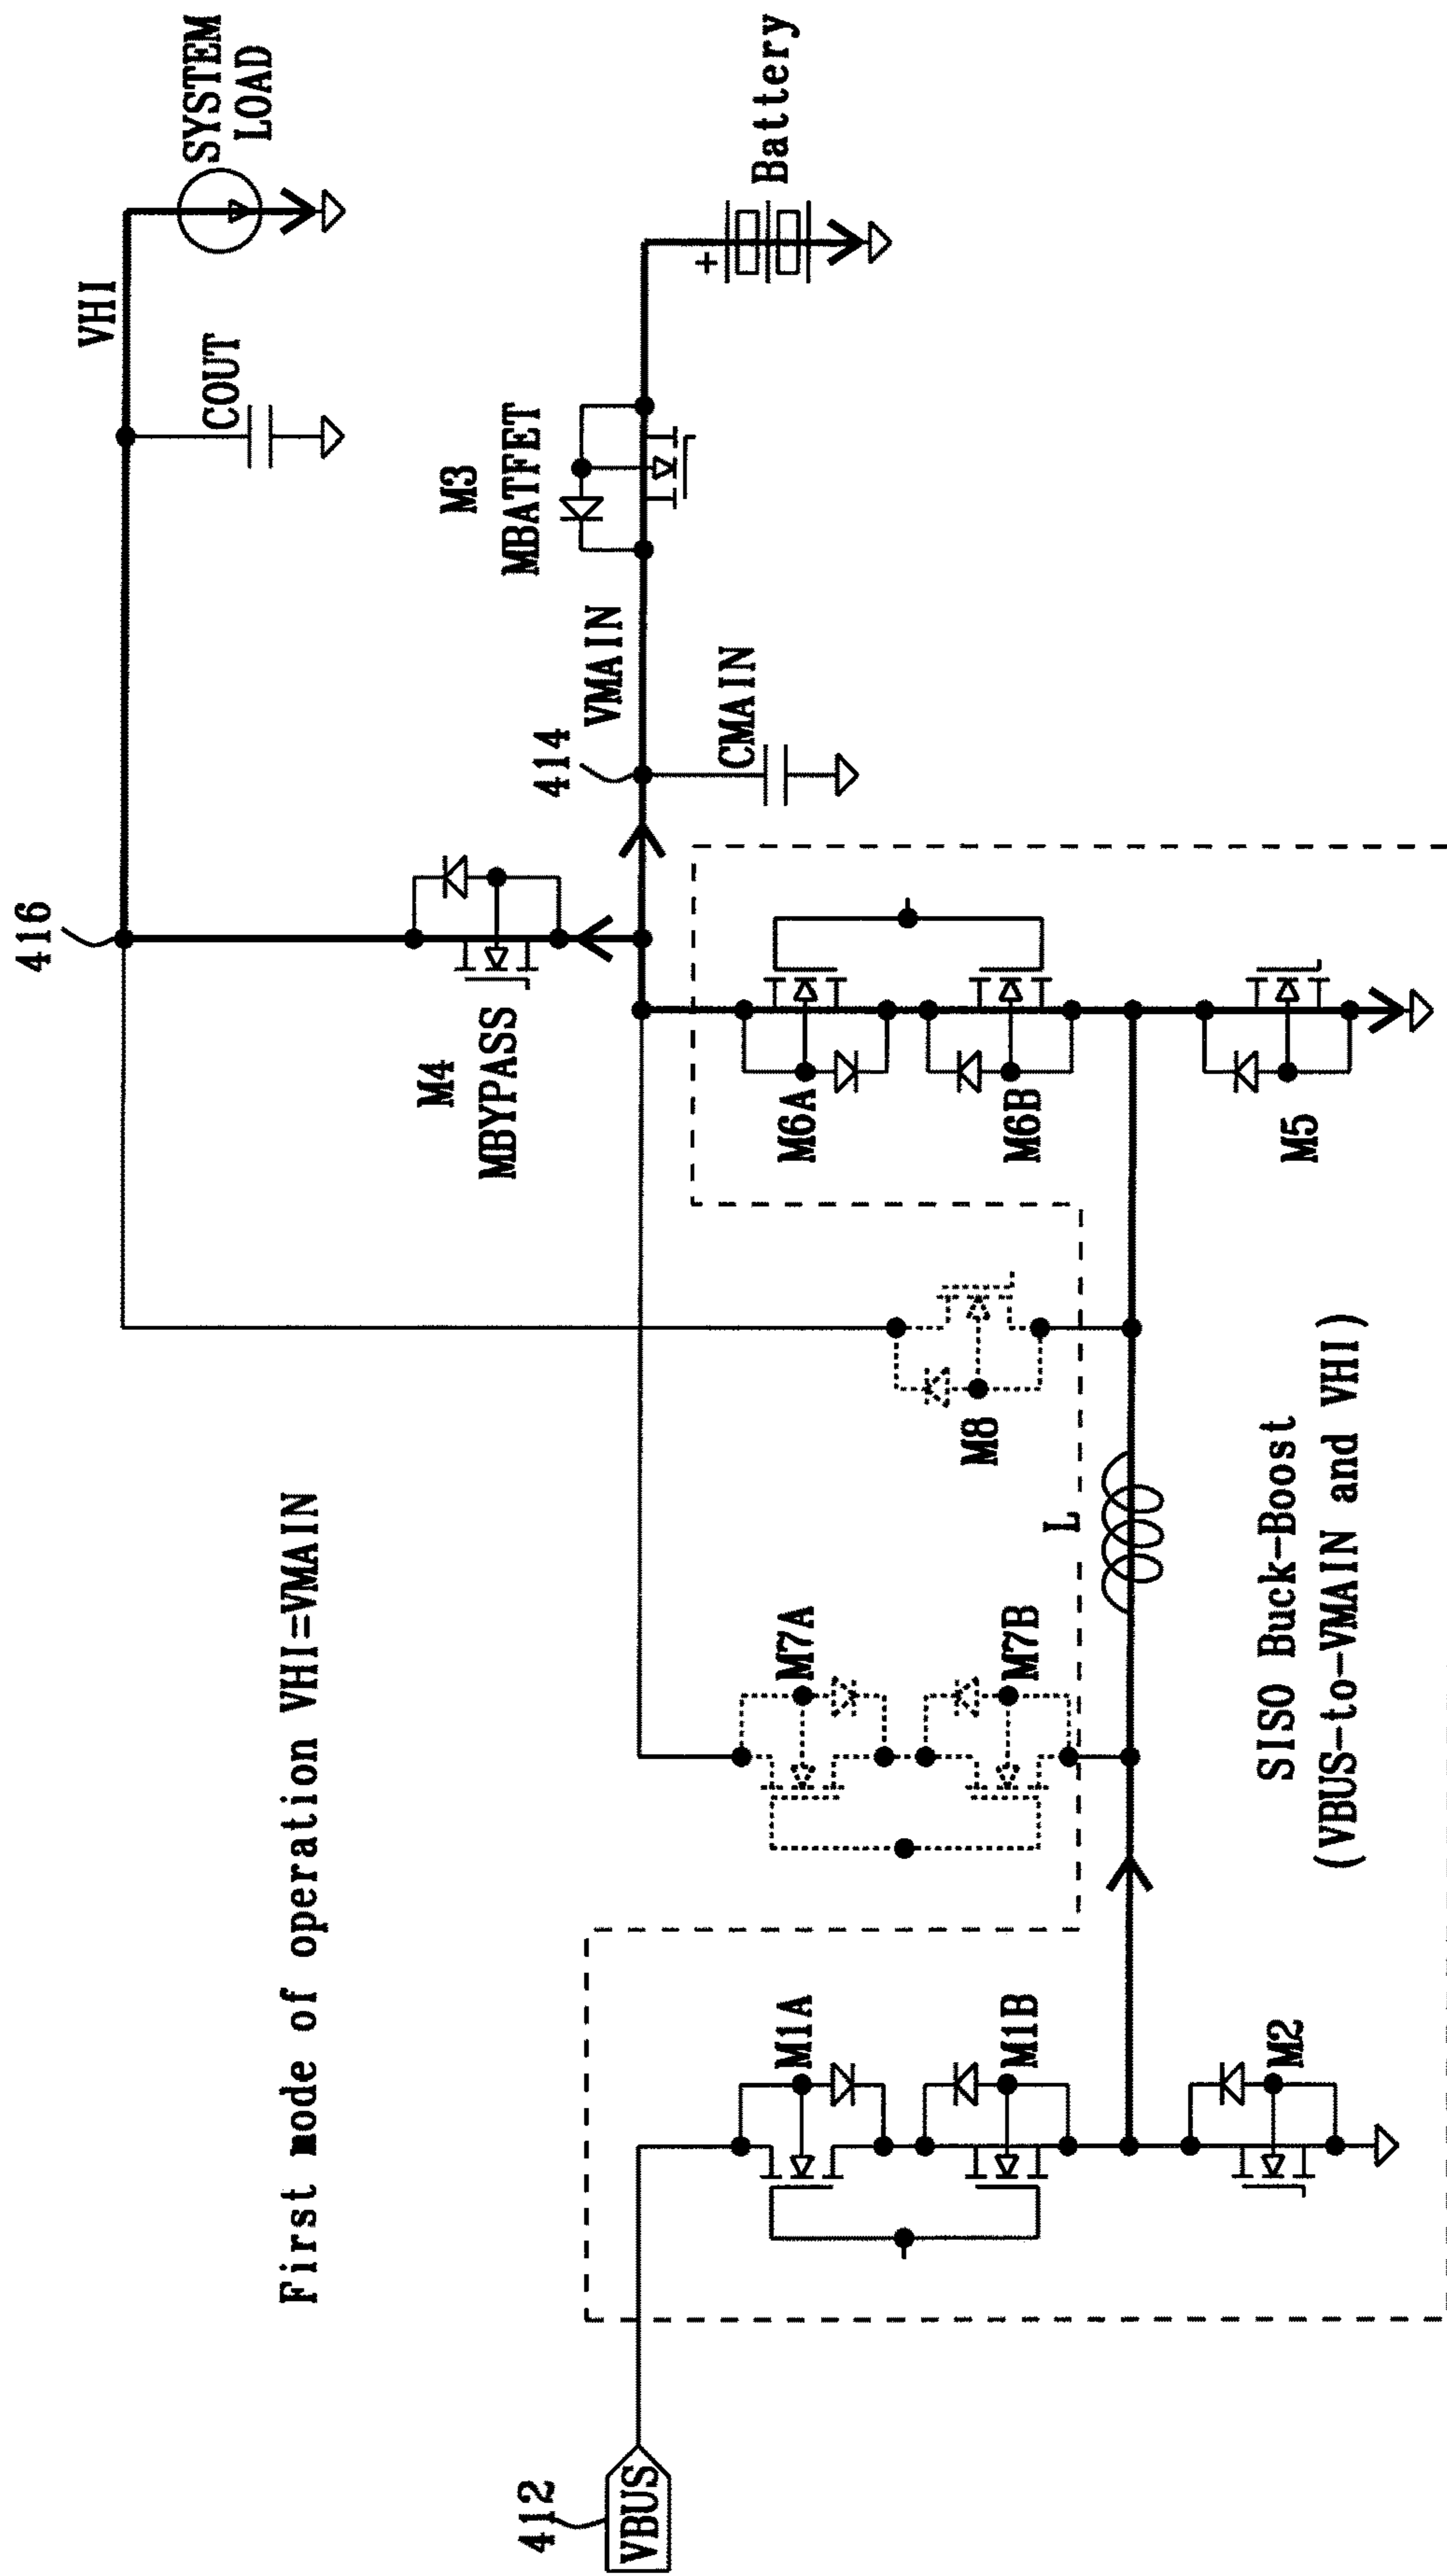 First mode of operation VHI=VMAIN
416
VHI
COUT
SYSTEM
LOAD
M4
MBYPASS
M3
MBATFET
414
VMAIN
CMAIN
+
Battery
412
VBUS
M1A
M1B
M2
M7A
M7B
M8
L
M6A
M6B
M5
SISO Buck-Boost
(VBUS-to-VMAIN and VHI)